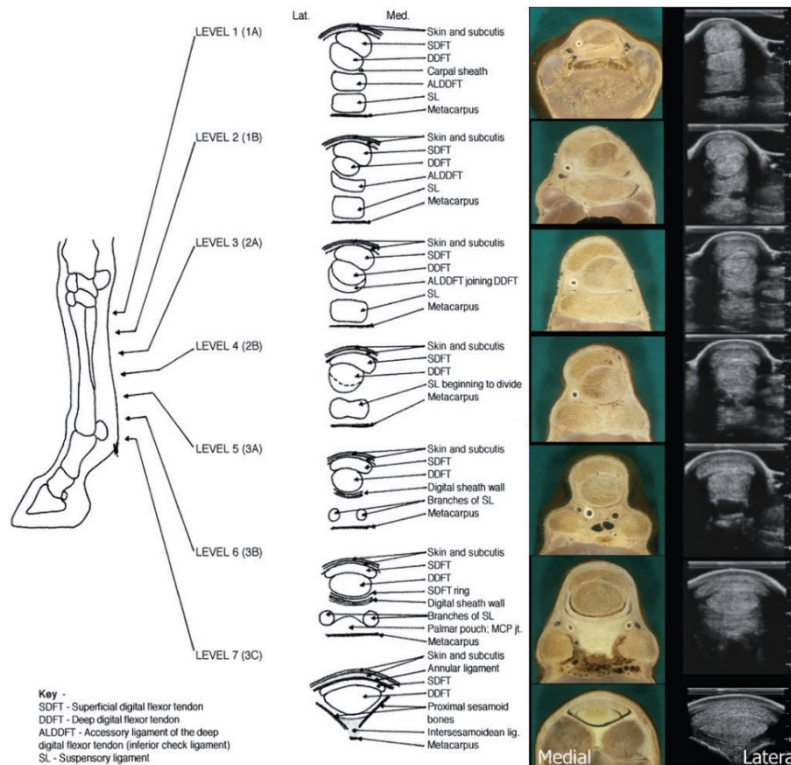 Lat. Med.
LEVEL 1 (1A)
Skin and subcutis
SDFT
DDFT
Carpal sheath
ALDDFT
SL
Metacarpus
LEVEL 2 (1B)
Skin and subcutis
SDFT
DDFT
ALDDFT
SL
Metacarpus
LEVEL 3 (2A)
Skin and subcutis
SDFT
DDFT
ALDDFT joining DDFT
SL
Metacarpus
LEVEL 4 (2B)
Skin and subcutis
SDFT
DDFT
SL beginning to divide
Metacarpus
LEVEL 5 (3A)
Skin and subcutis
SDFT
DDFT
Digital sheath wall
Branches of SL
Metacarpus
LEVEL 6 (3B)
Skin and subcutis
SDFT
DDFT
SDFT ring
Digital sheath wall
Branches of SL
Palmar pouch; MCP jt.
Metacarpus
LEVEL 7 (3C)
Skin and subcutis
Annular ligament
SDFT
DDFT
Proximal sesamoid
bones
Intersesamoidean lig.
Metacarpus
Key -
SDFT - Superficial digital flexor tendon
DDFT - Deep digital flexor tendon
ALDDFT - Accessory ligament of the deep
digital flexor tendon (inferior check ligament)
SL - Suspensory ligament
Medial Latera